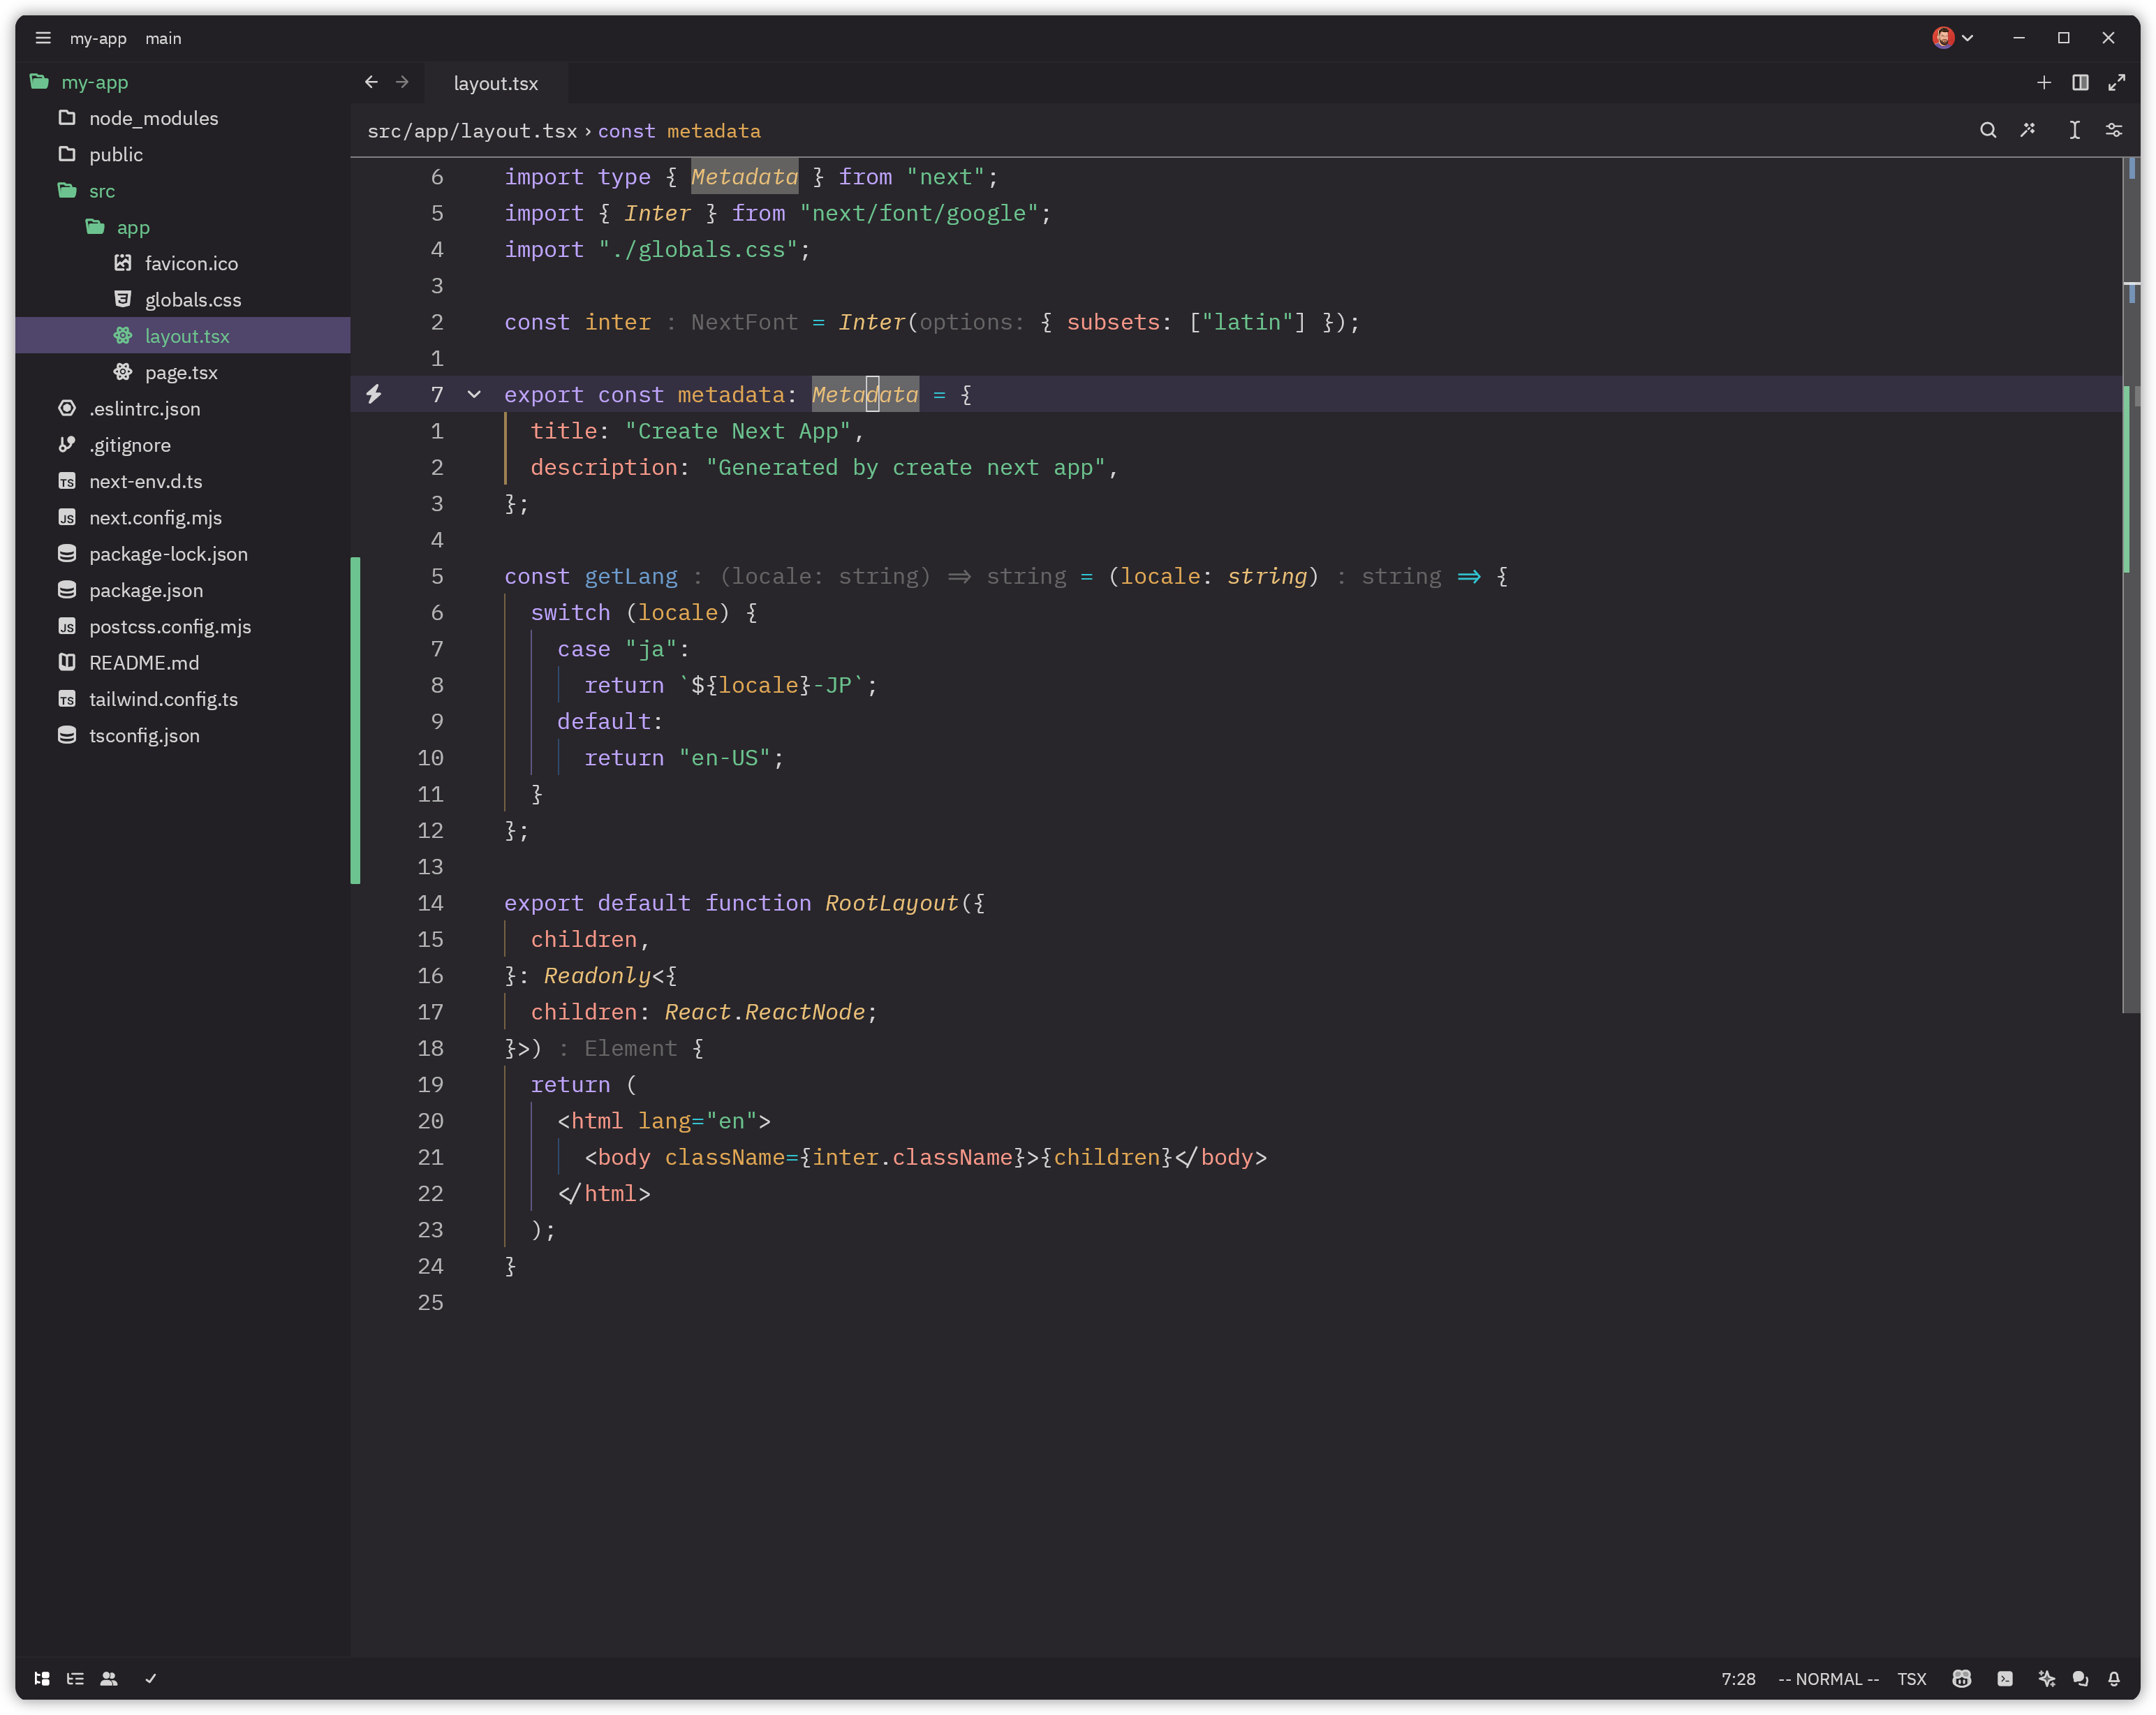 my-app main
my-app
node_modules
public
src
app
favicon.ico
globals.css
layout.tsx
page.tsx
.eslintrc.json
.gitignore
next-env.d.ts
next.config.mjs
package-lock.json
package.json
postcss.config.mjs
README.md
tailwind.config.ts
tsconfig.json
layout.tsx
src/app/layout.tsx › const metadata
6 import type { Metadata } from "next";
5 import { Inter } from "next/font/google";
4 import "./globals.css";
3
2 const inter : NextFont = Inter(options: { subsets: ["latin"] });
1
7 export const metadata: Metadata = {
1 title: "Create Next App",
2 description: "Generated by create next app",
3 };
4
5 const getLang : (locale: string) => string = (locale: string) : string => {
6 switch (locale) {
7 case "ja":
8 return `${locale}-JP`;
9 default:
10 return "en-US";
11 }
12 };
13
14 export default function RootLayout({
15 children,
16 }: Readonly<{
17 children: React.ReactNode;
18 }>) : Element {
19 return (
20 <html lang="en">
21 <body className={inter.className}>{children}</body>
22 </html>
23 );
24 }
25
7:28 -- NORMAL -- TSX